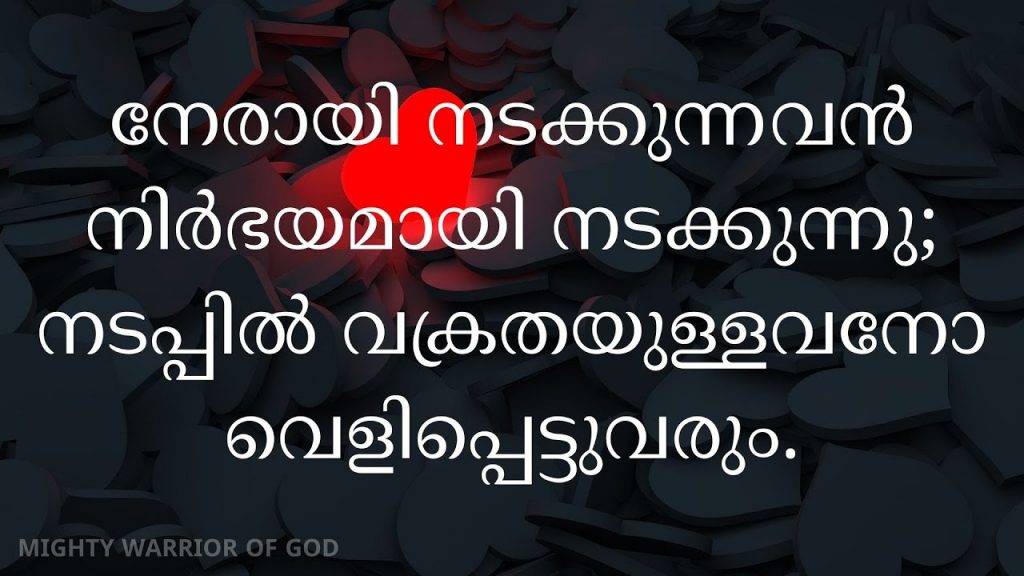 നേരായി നടക്കുന്നവൻ
നിർഭയമായി നടക്കുന്നു;
നടപ്പിൽ വക്രതയുള്ളവനോ
വെളിപ്പെട്ടുവരും.
MIGHTY WARRIOR OF GOD